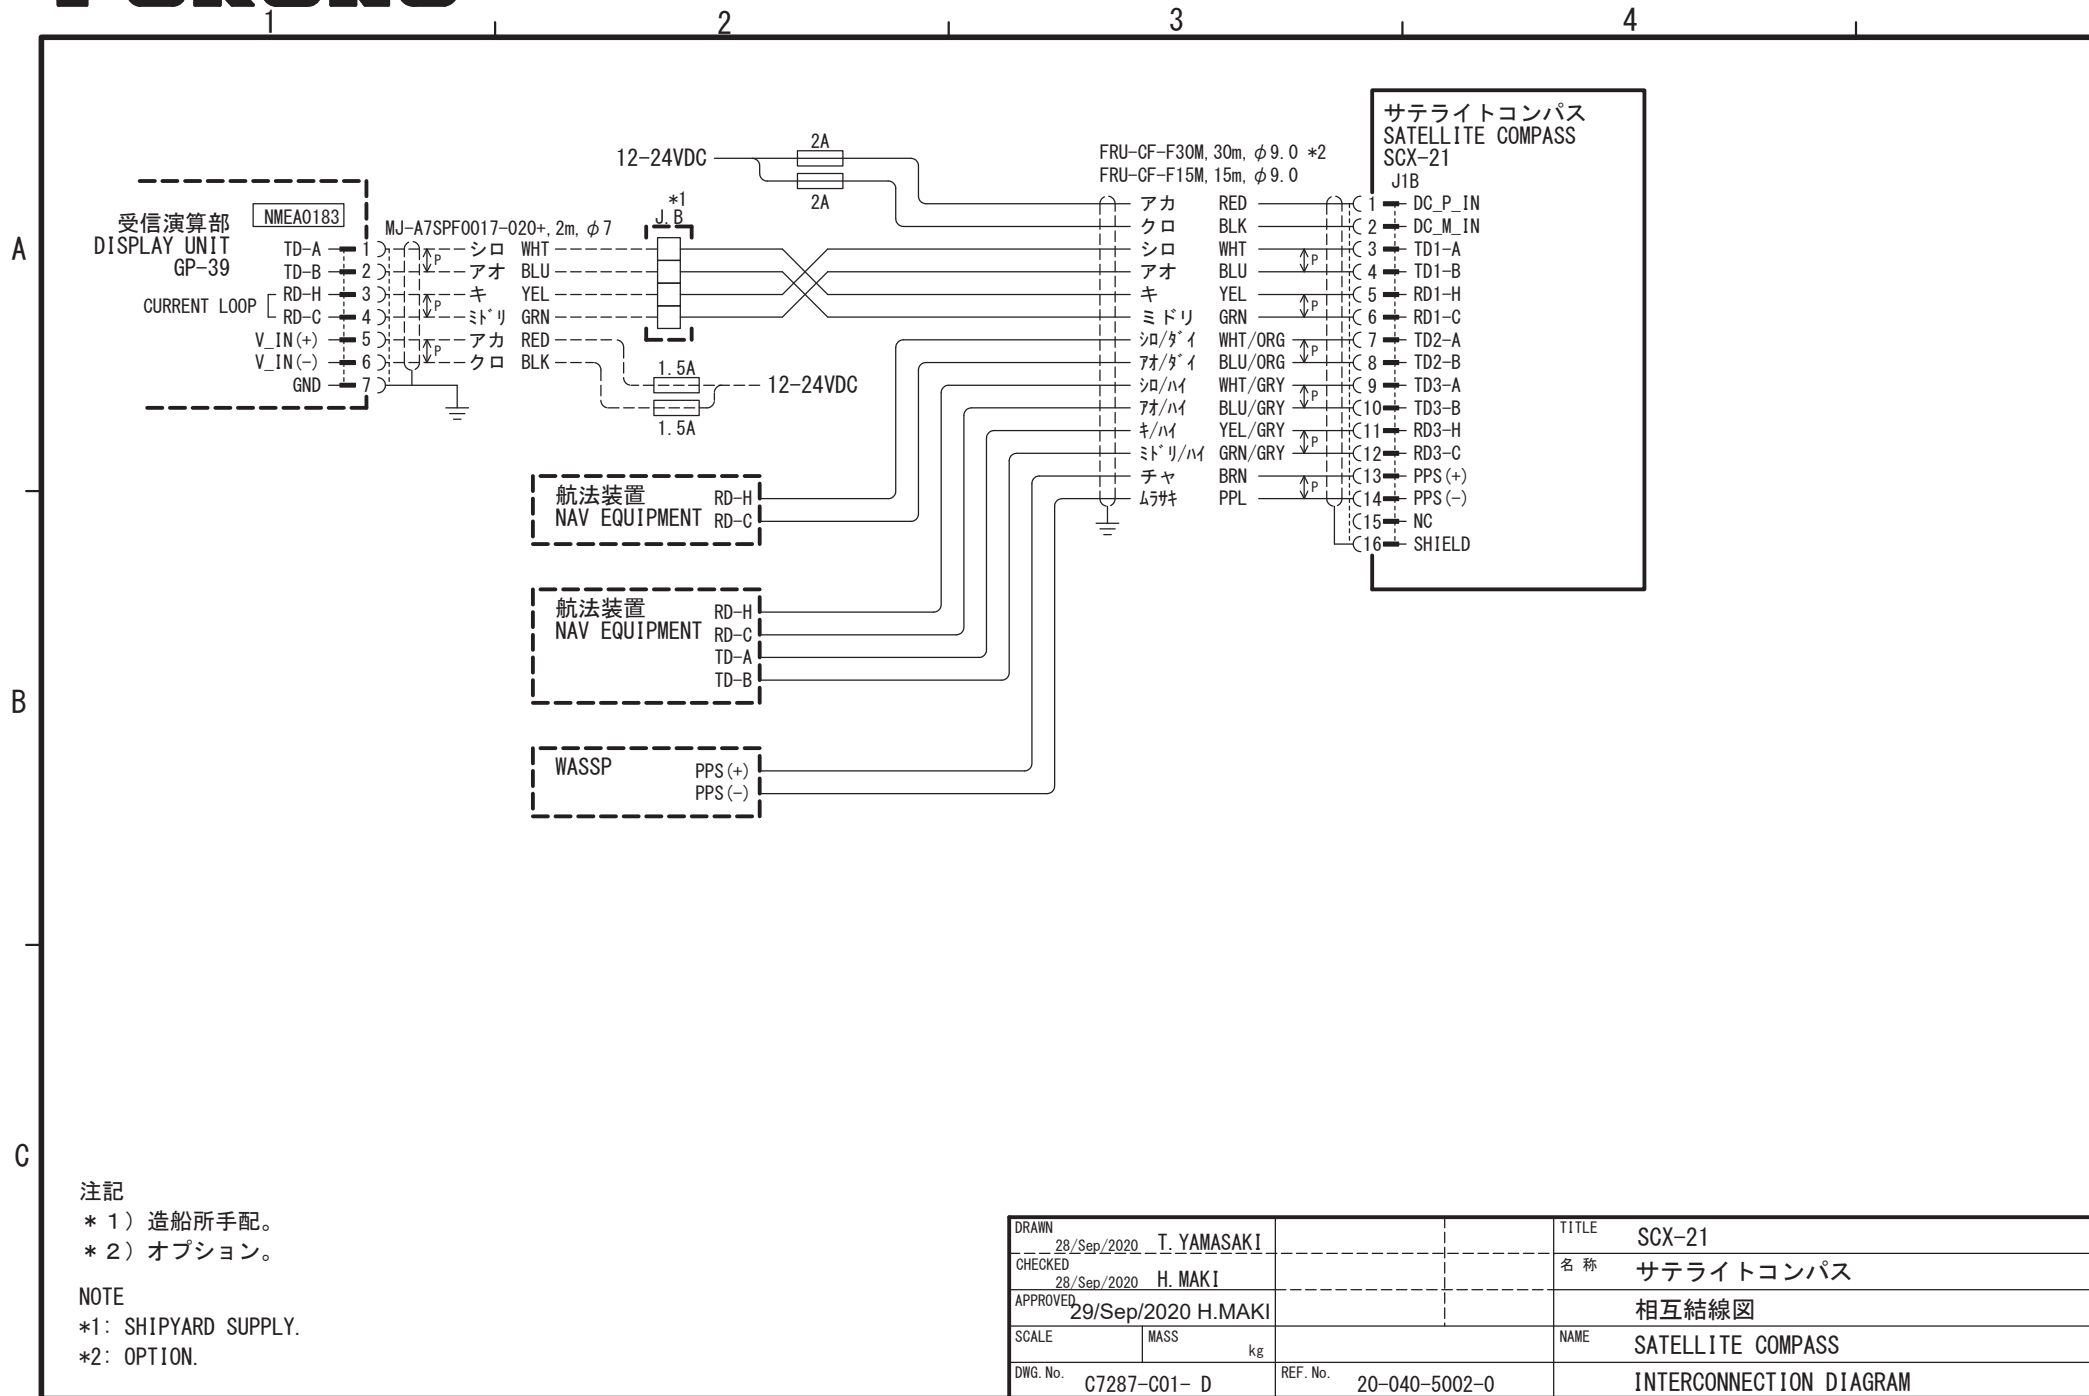 1 2 3 4
A
B
C
サテライトコンパス
SATELLITE COMPASS
SCX-21
J1B
1 DC_P_IN
2 DC_M_IN
3 TD1-A
4 TD1-B
5 RD1-H
6 RD1-C
7 TD2-A
8 TD2-B
9 TD3-A
10 TD3-B
11 RD3-H
12 RD3-C
13 PPS(+)
14 PPS(-)
15 NC
16 SHIELD
FRU-CF-F30M, 30m, φ9.0 *2
FRU-CF-F15M, 15m, φ9.0
アカ RED
クロ BLK
シロ WHT P
アオ BLU
キ YEL P
ミドリ GRN
シロ/ダイ WHT/ORG P
アオ/ダイ BLU/ORG
シロ/ハイ WHT/GRY P
アオ/ハイ BLU/GRY
キ/ハイ YEL/GRY P
ミドリ/ハイ GRN/GRY
チャ BRN P
ムラサキ PPL
12-24VDC
2A
2A
受信演算部
DISPLAY UNIT
GP-39
NMEA0183
TD-A 1
TD-B 2
CURRENT LOOP
RD-H 3
RD-C 4
V_IN(+) 5
V_IN(-) 6
GND 7
MJ-A7SPF0017-020+, 2m, φ7
P シロ WHT
アオ BLU
P キ YEL
ミドリ GRN
P アカ RED
クロ BLK
*1
J.B
1.5A
1.5A
12-24VDC
航法装置
NAV EQUIPMENT
RD-H
RD-C
航法装置
NAV EQUIPMENT
RD-H
RD-C
TD-A
TD-B
WASSP
PPS(+)
PPS(-)
注記
*1）造船所手配。
*2）オプション。
NOTE
*1: SHIPYARD SUPPLY.
*2: OPTION.
DRAWN
28/Sep/2020 T. YAMASAKI
CHECKED
28/Sep/2020 H. MAKI
APPROVED
29/Sep/2020 H.MAKI
SCALE MASS kg
DWG. No. C7287-C01- D
REF. No. 20-040-5002-0
TITLE SCX-21
名 称 サテライトコンパス
相互結線図
NAME SATELLITE COMPASS
INTERCONNECTION DIAGRAM